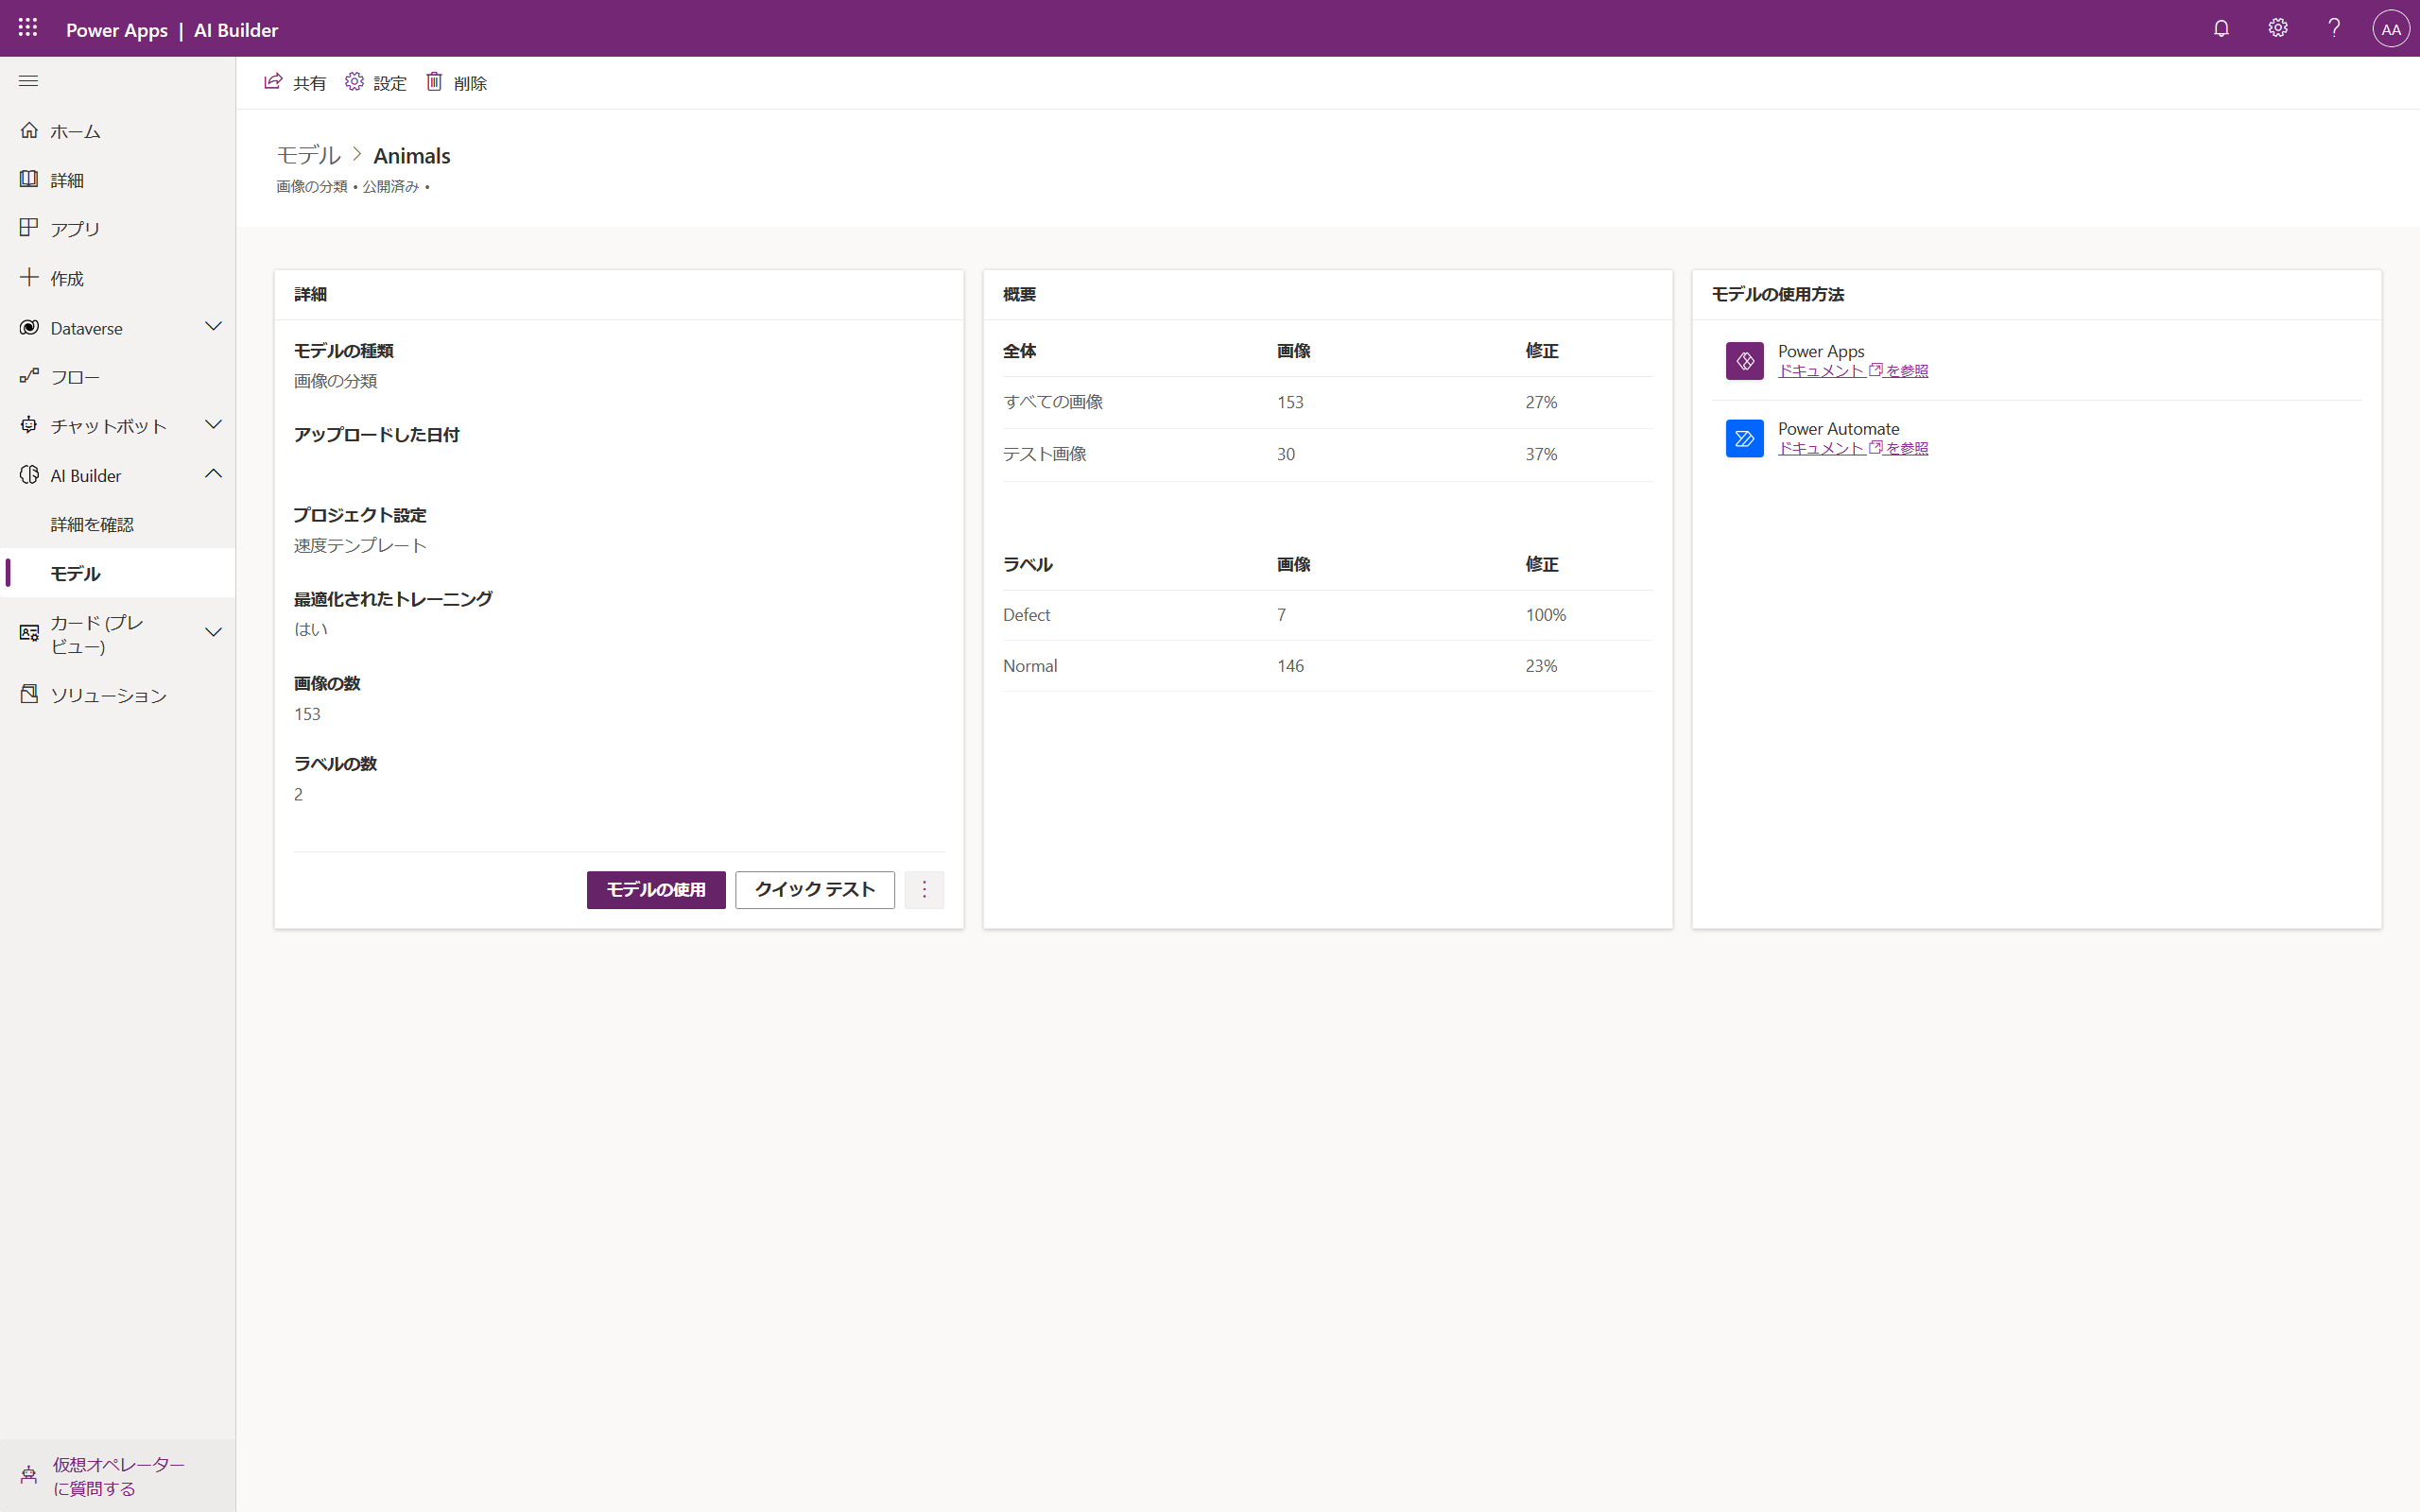 Power Apps | AI Builder
AA
ホーム
詳細
アプリ
作成
Dataverse
フロー
チャットボット
AI Builder
詳細を確認
モデル
カード (プレ
ビュー)
ソリューション
仮想オペレーター
に質問する
共有 設定 削除
モデル > Animals
画像の分類 • 公開済み •
詳細
モデルの種類
画像の分類
アップロードした日付
プロジェクト設定
速度テンプレート
最適化されたトレーニング
はい
画像の数
153
ラベルの数
2
モデルの使用 クイック テスト
概要
全体 画像 修正
すべての画像 153 27%
テスト画像 30 37%
ラベル 画像 修正
Defect 7 100%
Normal 146 23%
モデルの使用方法
Power Apps
ドキュメント を参照
Power Automate
ドキュメント を参照